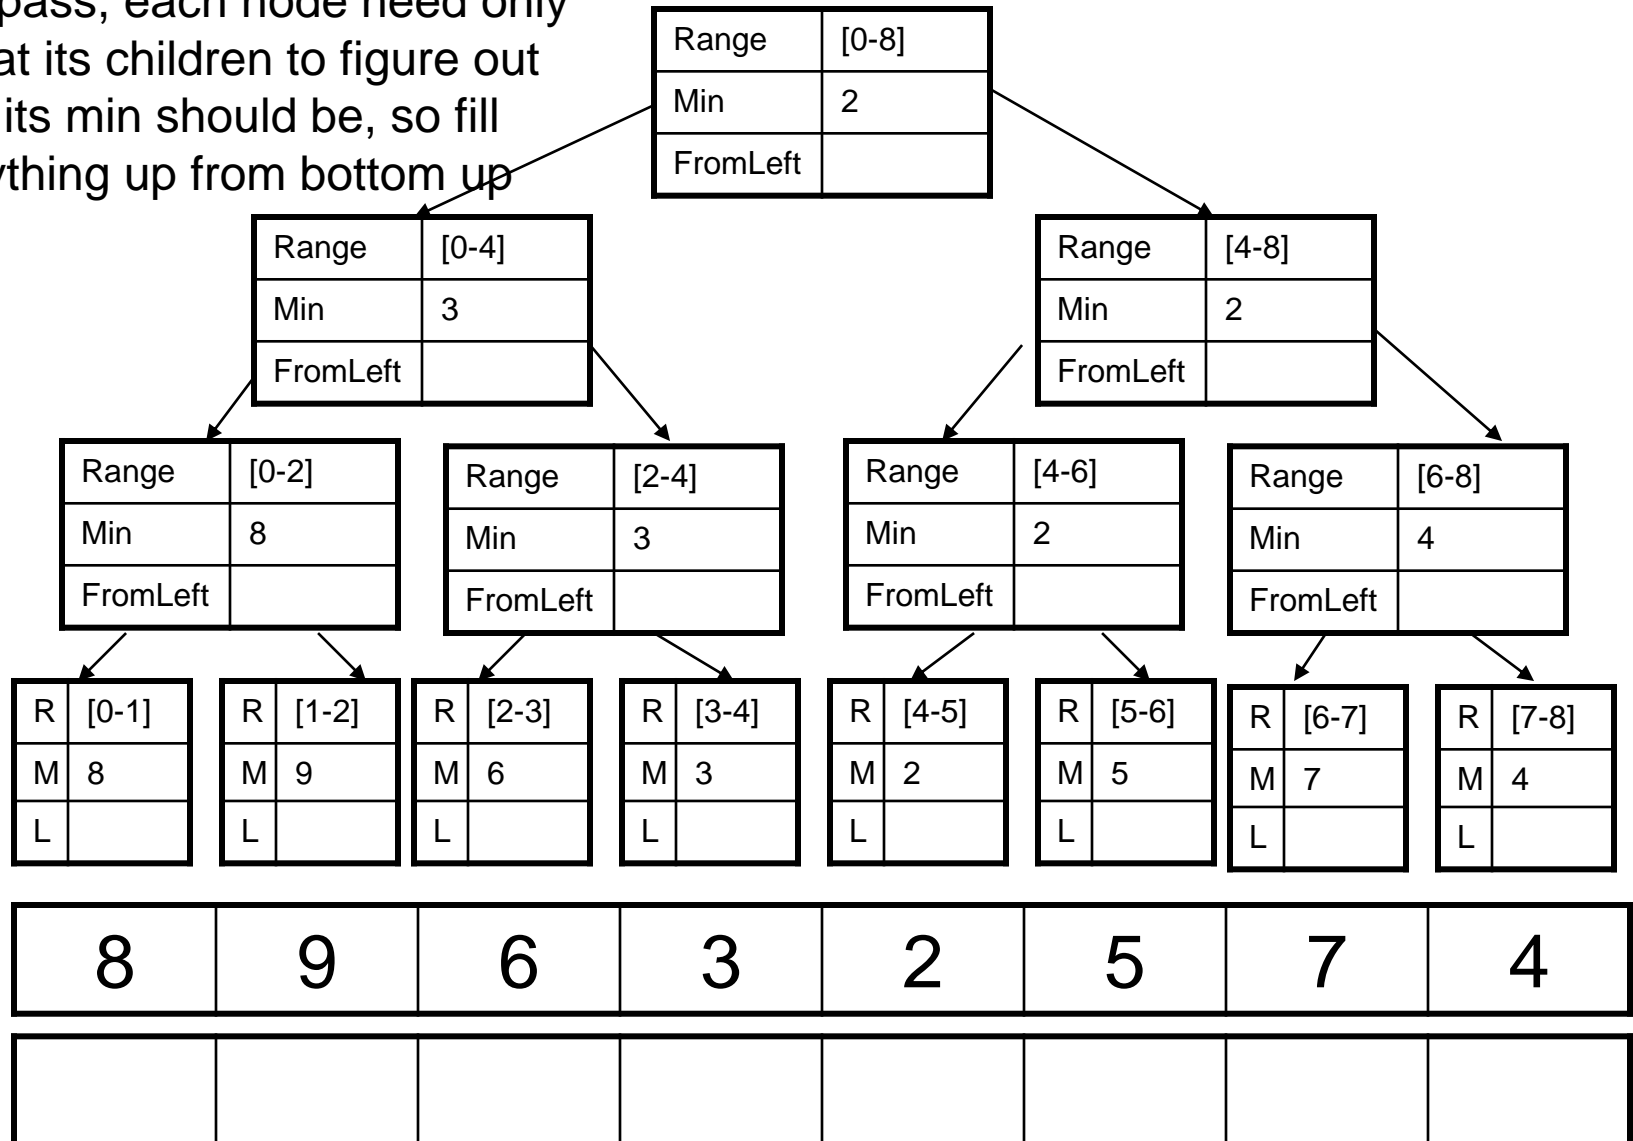 pass, each node need only
at its children to figure out
its min should be, so fill
ything up from bottom up
Range [0-8]
Min 2
FromLeft
Range [0-4]
Min 3
FromLeft
Range [4-8]
Min 2
FromLeft
Range [0-2]
Min 8
FromLeft
Range [2-4]
Min 3
FromLeft
Range [4-6]
Min 2
FromLeft
Range [6-8]
Min 4
FromLeft
R [0-1]
M 8
L
R [1-2]
M 9
L
R [2-3]
M 6
L
R [3-4]
M 3
L
R [4-5]
M 2
L
R [5-6]
M 5
L
R [6-7]
M 7
L
R [7-8]
M 4
L
8 9 6 3 2 5 7 4